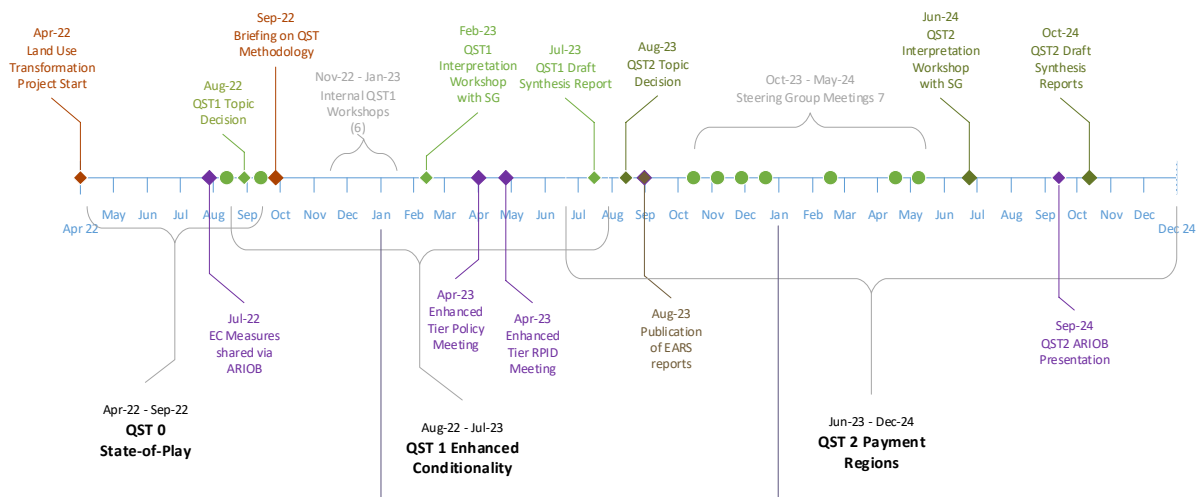 Apr-22
Land Use
Transformation
Project Start
Aug-22
QST1 Topic
Decision
Sep-22
Briefing on QST
Methodology
Nov-22 - Jan-23
Internal QST1
Workshops
(6)
Feb-23
QST1
Interpretation
Workshop
with SG
Jul-23
QST1 Draft
Synthesis Report
Aug-23
QST2 Topic
Decision
Oct-23 - May-24
Steering Group Meetings 7
Jun-24
QST2
Interpretation
Workshop
with SG
Oct-24
QST2 Draft
Synthesis
Reports
Apr 22
May
Jun
Jul
Aug
Sep
Oct
Nov
Dec
Jan
Feb
Mar
Apr
May
Jun
Jul
Aug
Sep
Oct
Nov
Dec
Jan
Feb
Mar
Apr
May
Jun
Jul
Aug
Sep
Oct
Nov
Dec
Dec 24
Jul-22
EC Measures
shared via
ARIOB
Apr-23
Enhanced
Tier Policy
Meeting
Apr-23
Enhanced
Tier RPID
Meeting
Aug-23
Publication
of EARS
reports
Sep-24
QST2 ARIOB
Presentation
Apr-22 - Sep-22
QST 0
State-of-Play
Aug-22 - Jul-23
QST 1 Enhanced
Conditionality
Jun-23 - Dec-24
QST 2 Payment
Regions